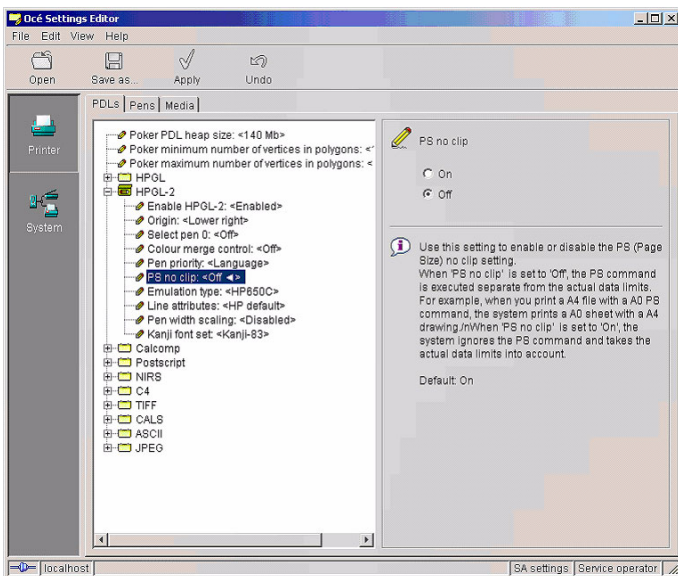 Océ Settings Editor
File Edit View Help
Open Save as... Apply Undo
PDLs Pens Media
Printer
System
Poker PDL heap size: <140 Mb>
Poker minimum number of vertices in polygons: <
Poker maximum number of vertices in polygons: <
HPGL
HPGL-2
Enable HPGL-2: <Enabled>
Origin: <Lower right>
Select pen 0: <Off>
Colour merge control: <Off>
Pen priority: <Language>
PS no clip: <Off ◄>
Emulation type: <HP650C>
Line attributes: <HP default>
Pen width scaling: <Disabled>
Kanji font set: <Kanji-83>
Calcomp
Postscript
NIRS
C4
TIFF
CALS
ASCII
JPEG
PS no clip
On
Off
Use this setting to enable or disable the PS (Page
Size) no clip setting.
When 'PS no clip' is set to 'Off', the PS command
is executed separate from the actual data limits.
For example, when you print a A4 file with a A0 PS
command, the system prints a A0 sheet with a A4
drawing./nWhen 'PS no clip' is set to 'On', the
system ignores the PS command and takes the
actual data limits into account.
Default: On
localhost
SA settings Service operator